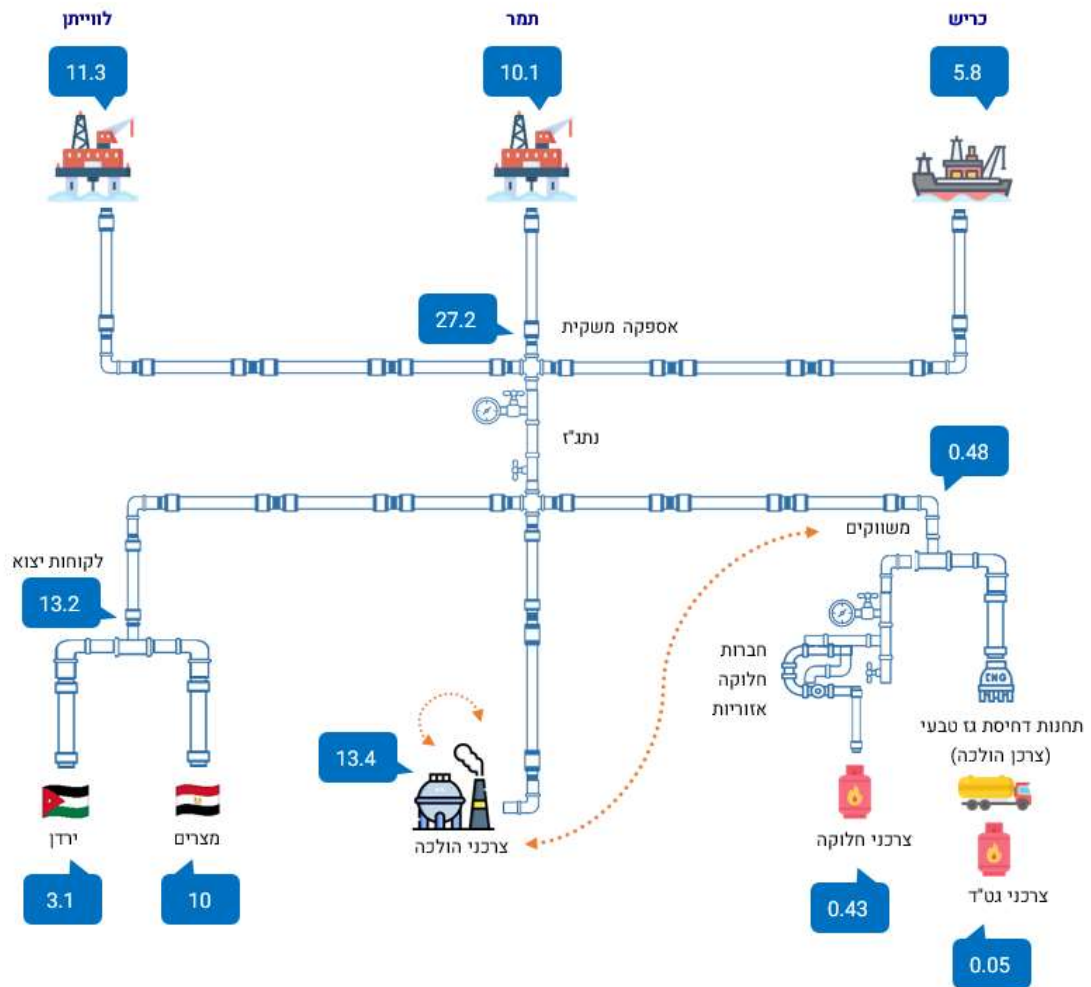 לווייתן
תמר
כריש
11.3
10.1
5.8
27.2
אספקה משקית
נתג"ז
0.48
משווקים
לקוחות יצוא
13.2
חברות
חלוקה
אזוריות
CNG
תחנות דחיסת גז טבעי
(צרכן הולכה)
13.4
ירדן
מצרים
צרכני הולכה
צרכני חלוקה
צרכני גט"ד
3.1
10
0.43
0.05